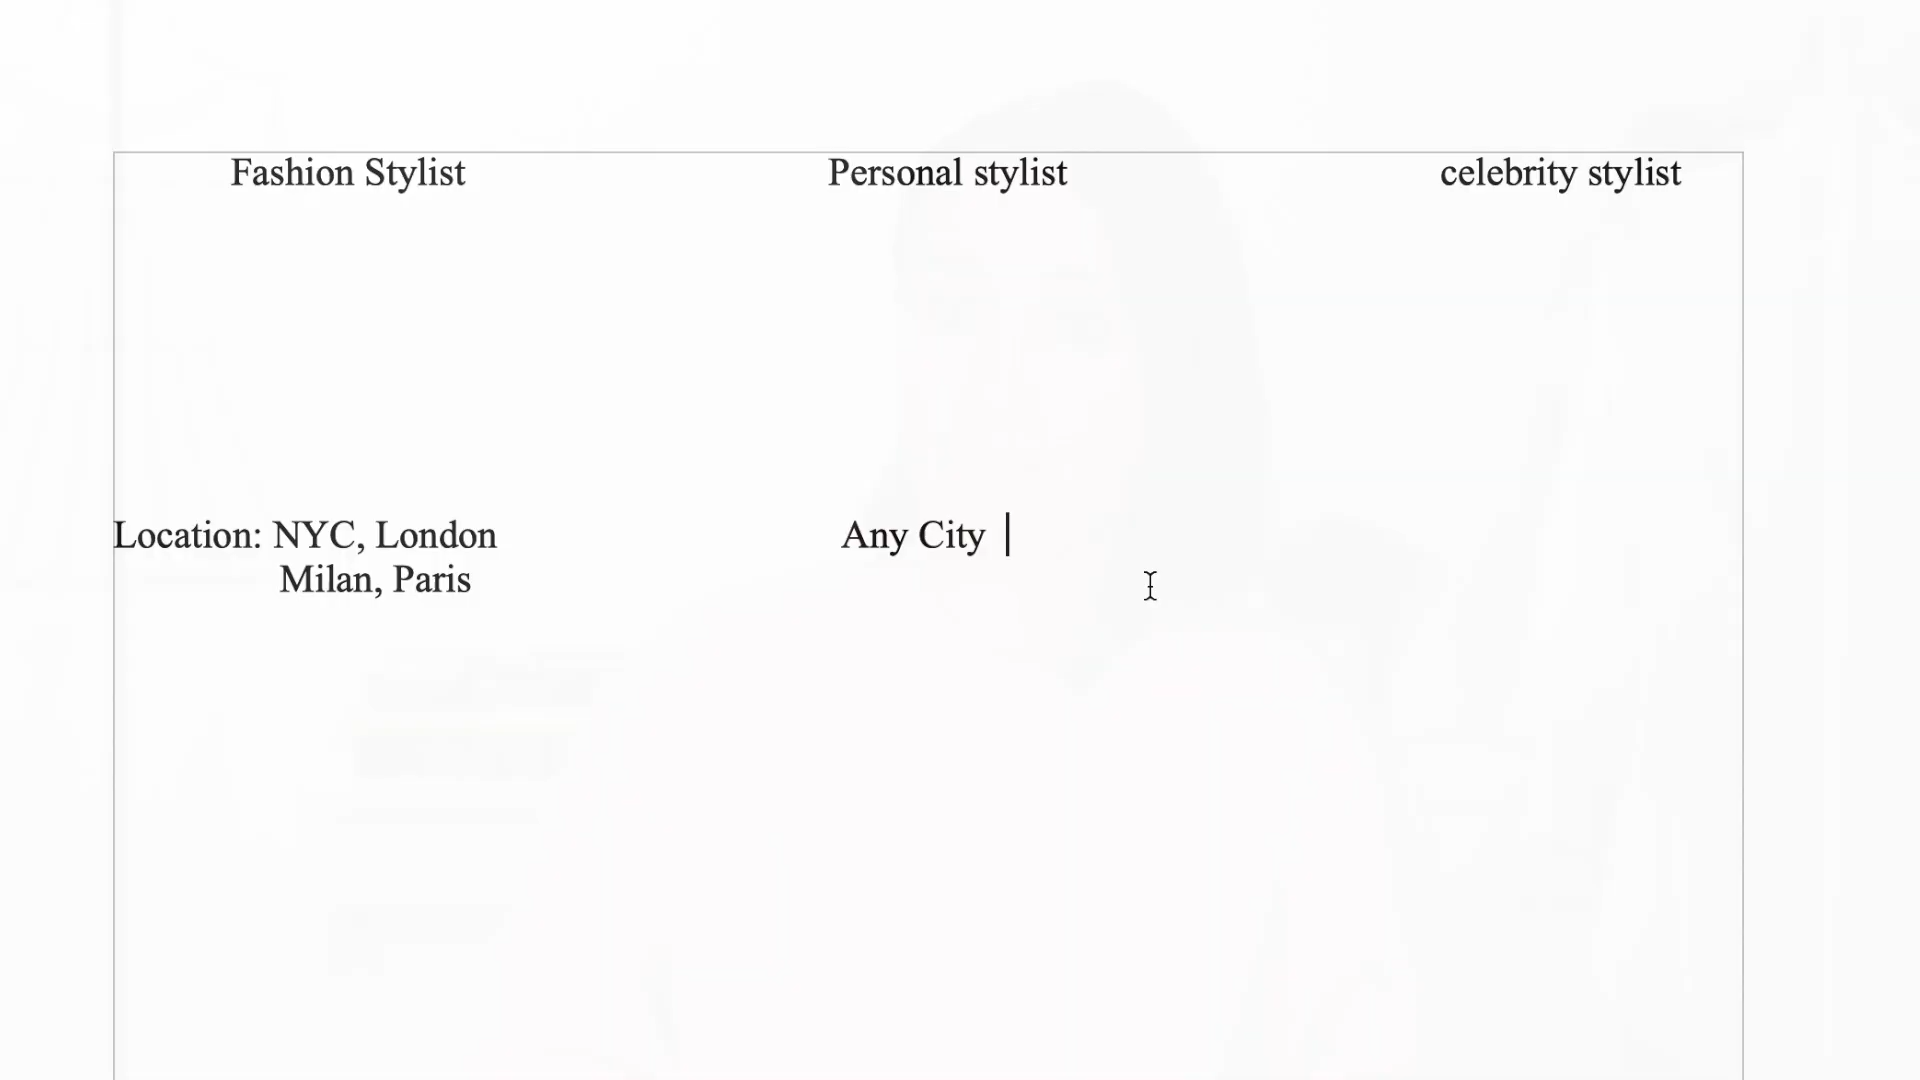 Fashion Stylist Personal stylist celebrity stylist
Location: NYC, London Any City
Milan, Paris